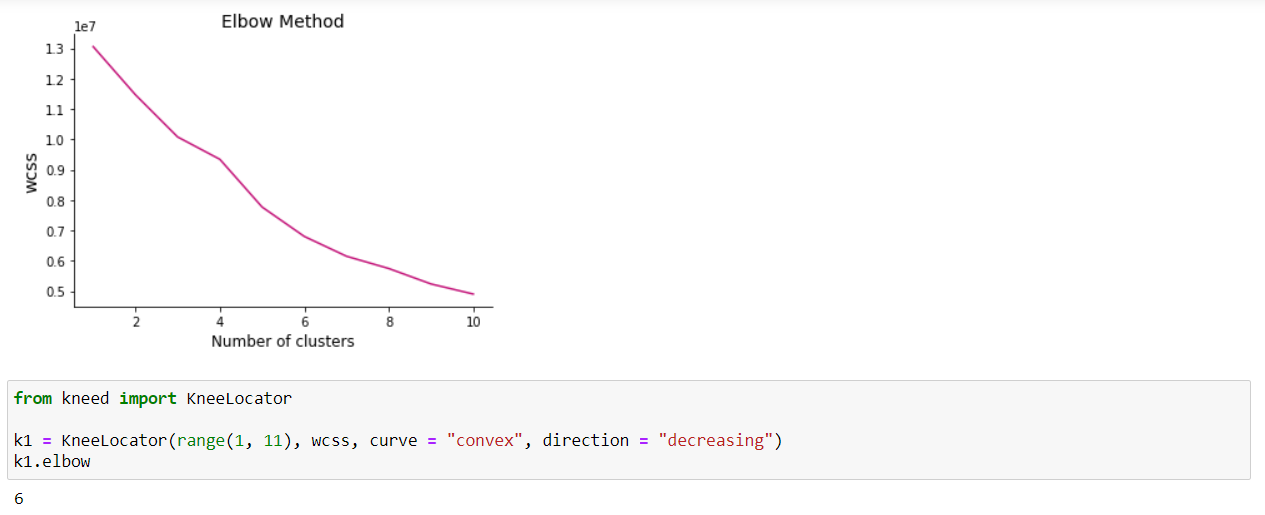 Elbow Method
1e7
1.3
1.2
1.1
1.0
0.9
0.8
0.7
0.6
0.5
WCSS
2 4 6 8 10
Number of clusters
from kneed import KneeLocator
k1 = KneeLocator(range(1, 11), wcss, curve = "convex", direction = "decreasing")
k1.elbow
6